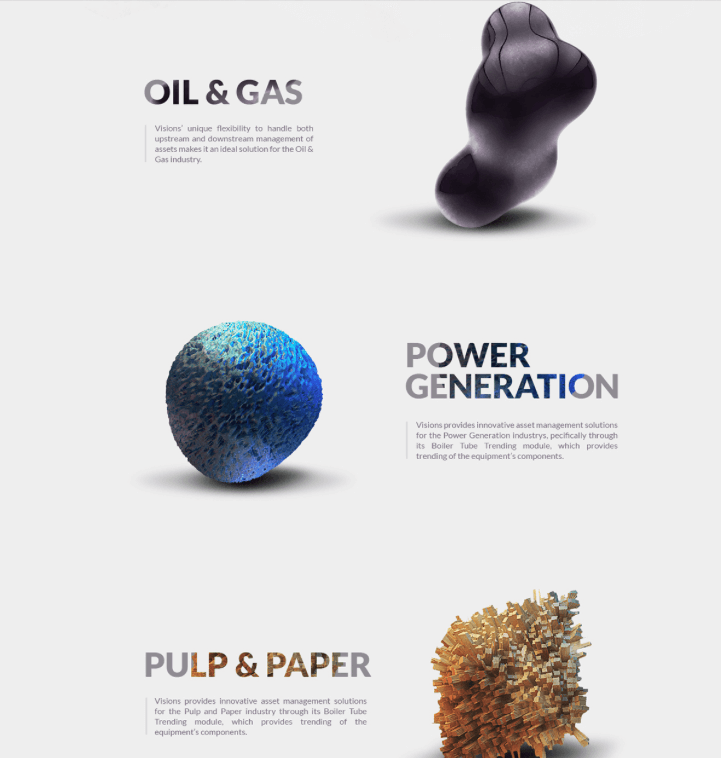 OIL & GAS
Visions' unique flexibility to handle both
upstream and downstream management of
assets makes it an ideal solution for the Oil &
Gas industry.
POWER
GENERATION
Visions provides innovative asset management solutions
for the Power Generation industrys, pecifically through
its Boiler Tube Trending module, which provides
trending of the equipment's components.
PULP & PAPER
Visions provides innovative asset management solutions
for the Pulp and Paper industry through its Boiler Tube
Trending module, which provides trending of the
equipment's components.